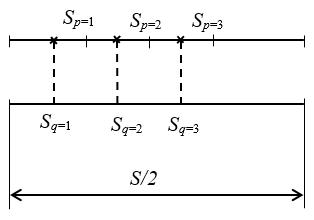 S_{p=1} S_{p=2} S_{p=3}
S_{q=1} S_{q=2} S_{q=3}
S/2